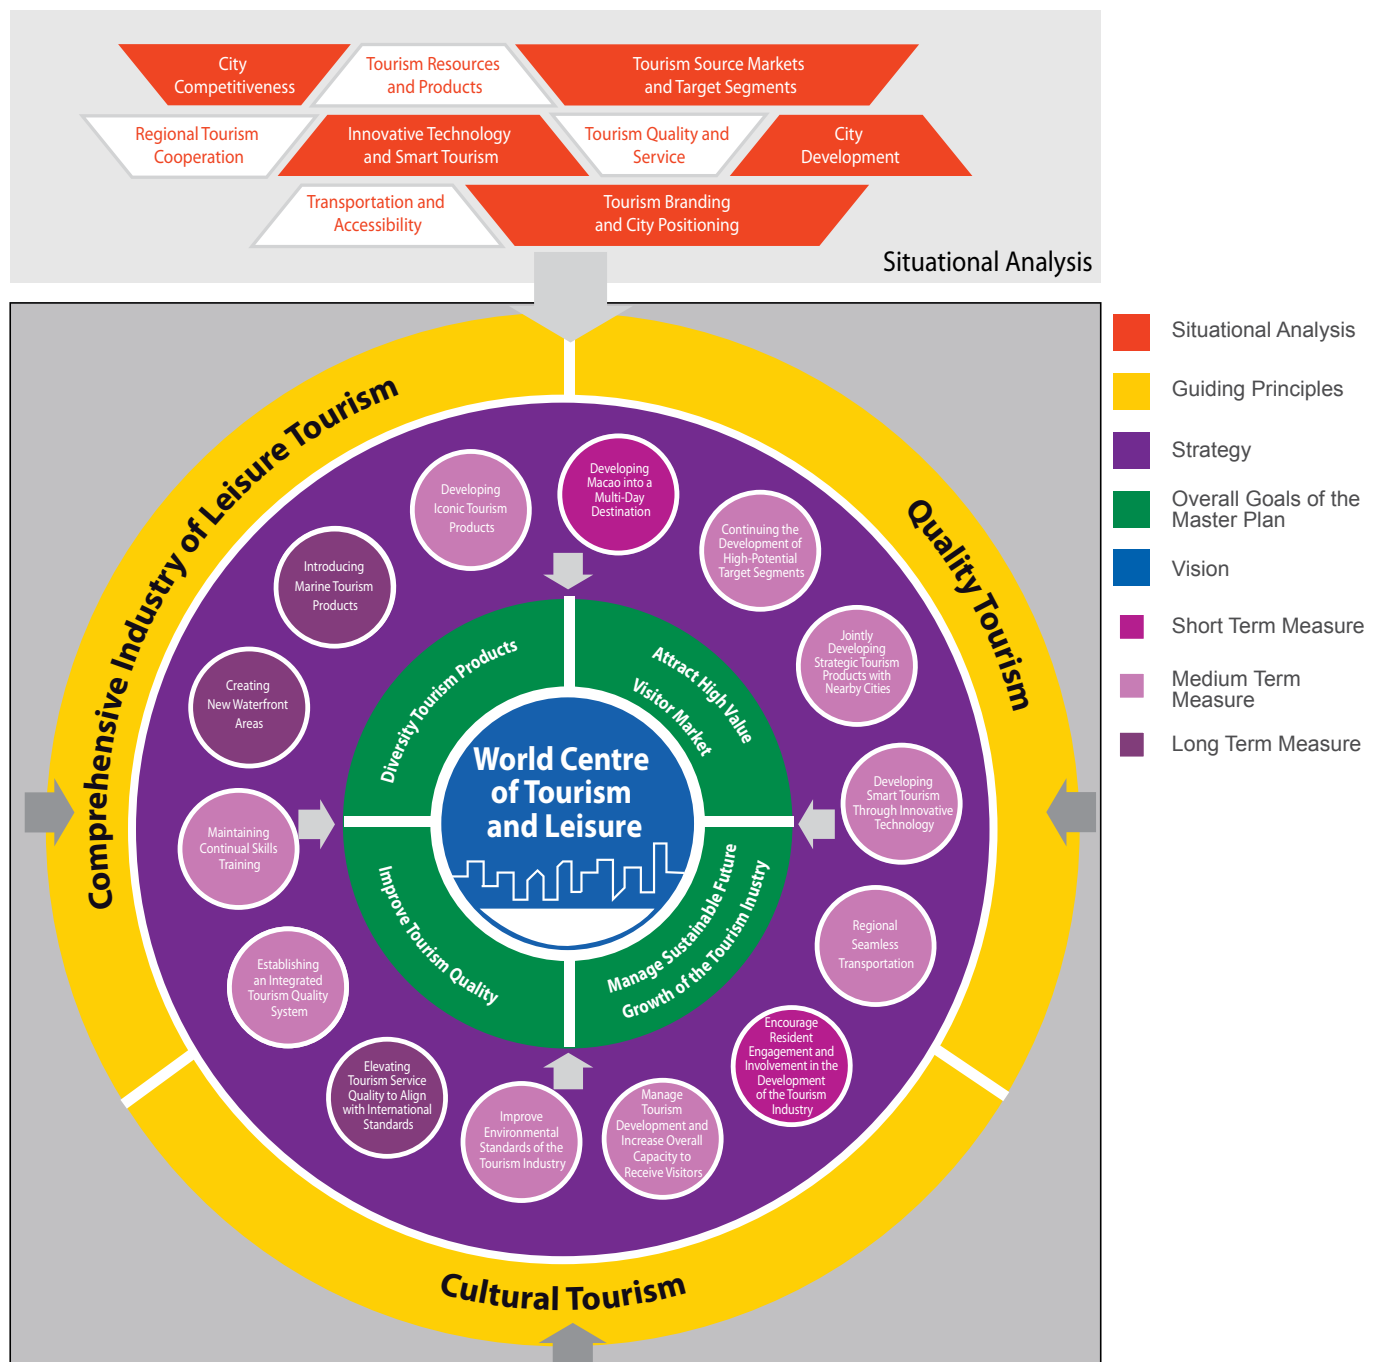 City
Competitiveness
Tourism Resources
and Products
Tourism Source Markets
and Target Segments
Regional Tourism
Cooperation
Innovative Technology
and Smart Tourism
Tourism Quality and
Service
City
Development
Transportation and
Accessibility
Tourism Branding
and City Positioning
Situational Analysis
Comprehensive Industry of Leisure Tourism
Quality Tourism
Cultural Tourism
Developing
Macao into a
Multi-Day
Destination
Continuing the
Development of
High-Potential
Target Segments
Jointly
Developing
Strategic Tourism
Products with
Nearby Cities
Developing
Smart Tourism
Through Innovative
Technology
Regional
Seamless
Transportation
Encourage
Resident
Engagement and
Involvement in the
Development
of the Tourism
Industry
Manage
Tourism
Development and
Increase Overall
Capacity to
Receive Visitors
Improve
Environmental
Standards of the
Tourism Industry
Elevating
Tourism Service
Quality to Align
with International
Standards
Establishing
an Integrated
Tourism Quality
System
Maintaining
Continual Skills
Training
Creating
New Waterfront
Areas
Introducing
Marine Tourism
Products
Developing
Iconic Tourism
Products
Diversity Tourism Products
Attract High Value
Visitor Market
Improve Tourism Quality
Manage Sustainable Future
Growth of the Tourism Inustry
World Centre
of Tourism
and Leisure
Situational Analysis
Guiding Principles
Strategy
Overall Goals of the
Master Plan
Vision
Short Term Measure
Medium Term
Measure
Long Term Measure